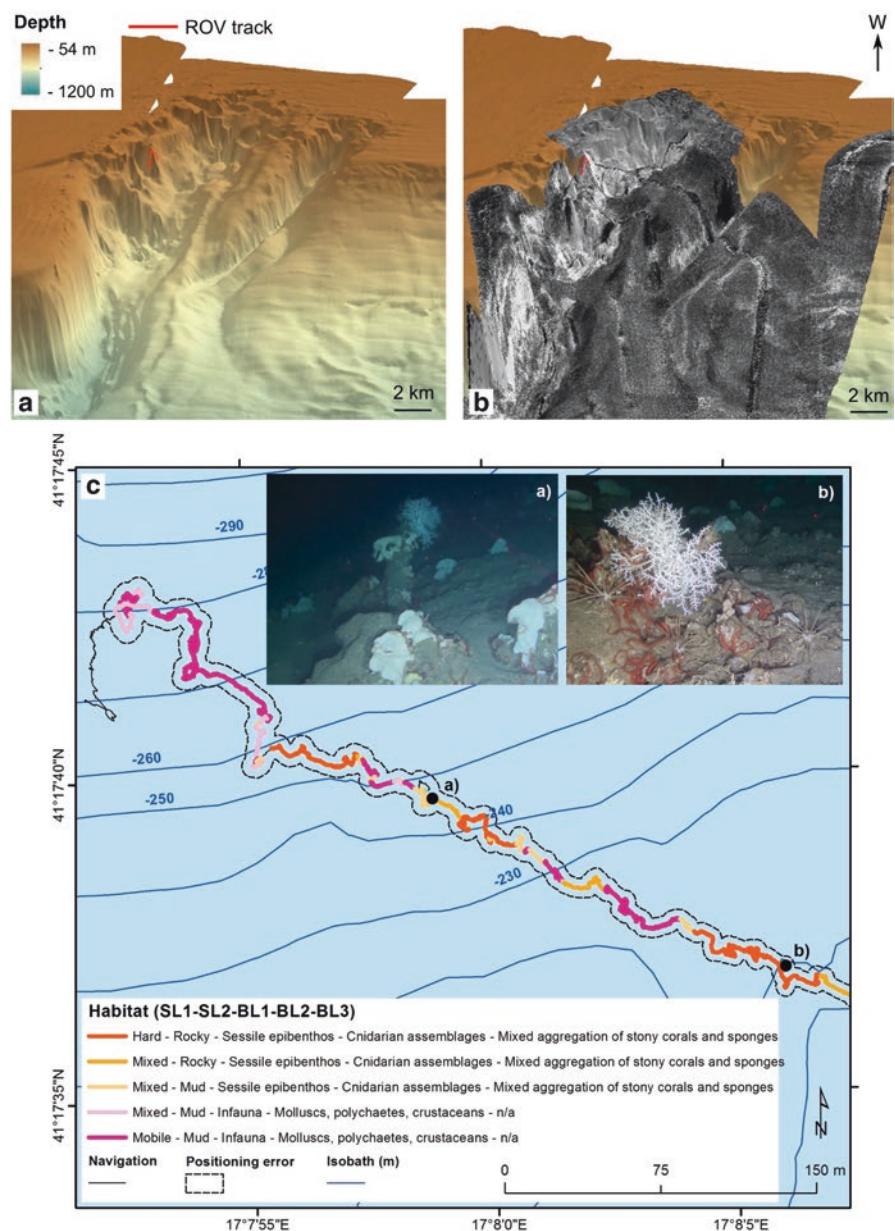 Depth
ROV track
- 54 m
- 1200 m
2 km
a
W
2 km
b
c
41°17'45"N
41°17'40"N
41°17'35"N
-290
-260
-250
-240
-230
a)
b)
a)
b)
Habitat (SL1-SL2-BL1-BL2-BL3)
Hard - Rocky - Sessile epibenthos - Cnidarian assemblages - Mixed aggregation of stony corals and sponges
Mixed - Rocky - Sessile epibenthos - Cnidarian assemblages - Mixed aggregation of stony corals and sponges
Mixed - Mud - Sessile epibenthos - Cnidarian assemblages - Mixed aggregation of stony corals and sponges
Mixed - Mud - Infauna - Molluscs, polychaetes, crustaceans - n/a
Mobile - Mud - Infauna - Molluscs, polychaetes, crustaceans - n/a
Navigation Positioning error Isobath (m)
0 75 150 m
N
17°7'55"E 17°8'0"E 17°8'5"E